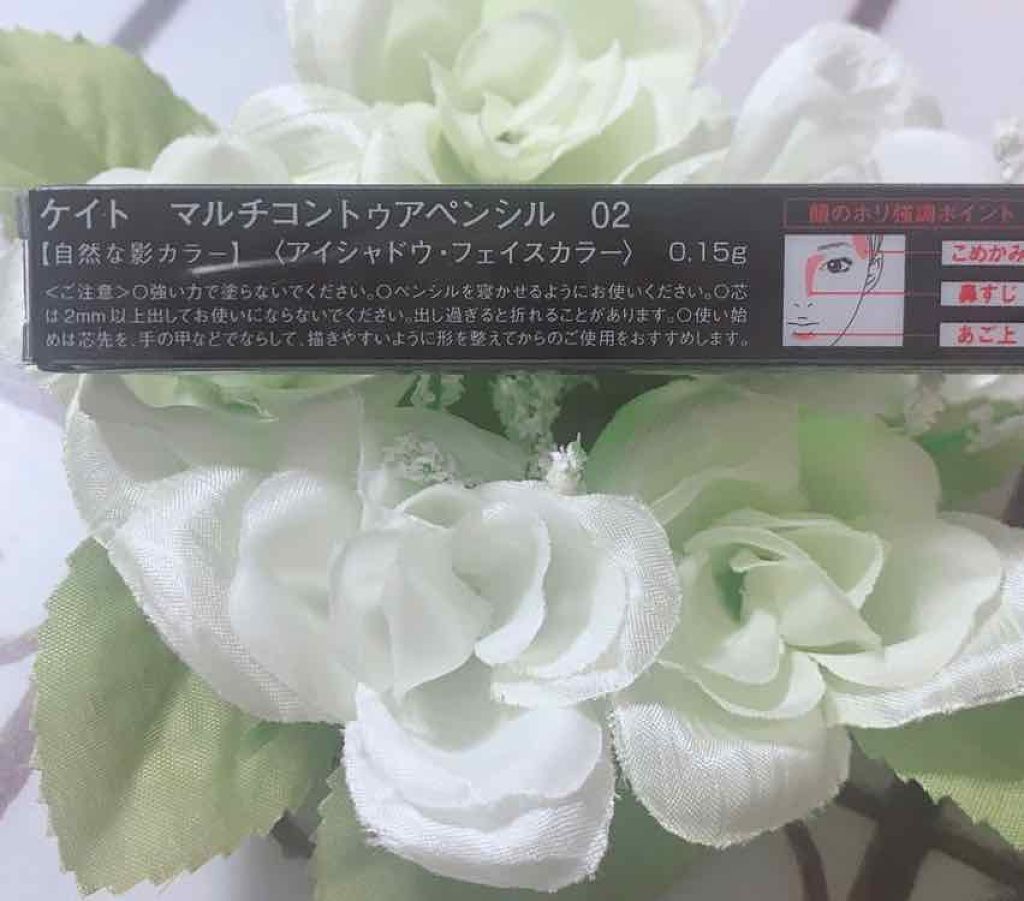 ケイト マルチコントゥアペンシル 02
【自然な影カラー】〈アイシャドウ・フェイスカラー〉 0.15g
<ご注意>○強い力で塗らないでください。○ペンシルを寝かせるようにお使いください。○芯
は2mm以上出してお使いにならないでください。出し過ぎると折れることがあります。○使い始
めは芯先を、手の甲などでならして、描きやすいように形を整えてからのご使用をおすすめします。
顔のホリ強調ポイント
こめかみ
鼻すじ
あご上